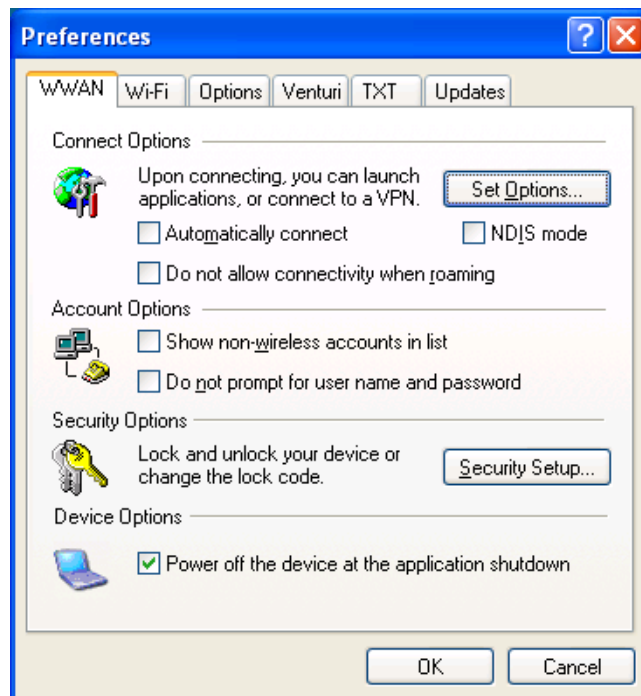 Preferences
WWAN Wi-Fi Options Venturi TXT Updates
Connect Options
Upon connecting, you can launch
applications, or connect to a VPN.
Set Options...
Automatically connect
NDIS mode
Do not allow connectivity when roaming
Account Options
Show non-wireless accounts in list
Do not prompt for user name and password
Security Options
Lock and unlock your device or
change the lock code.
Security Setup...
Device Options
Power off the device at the application shutdown
OK Cancel